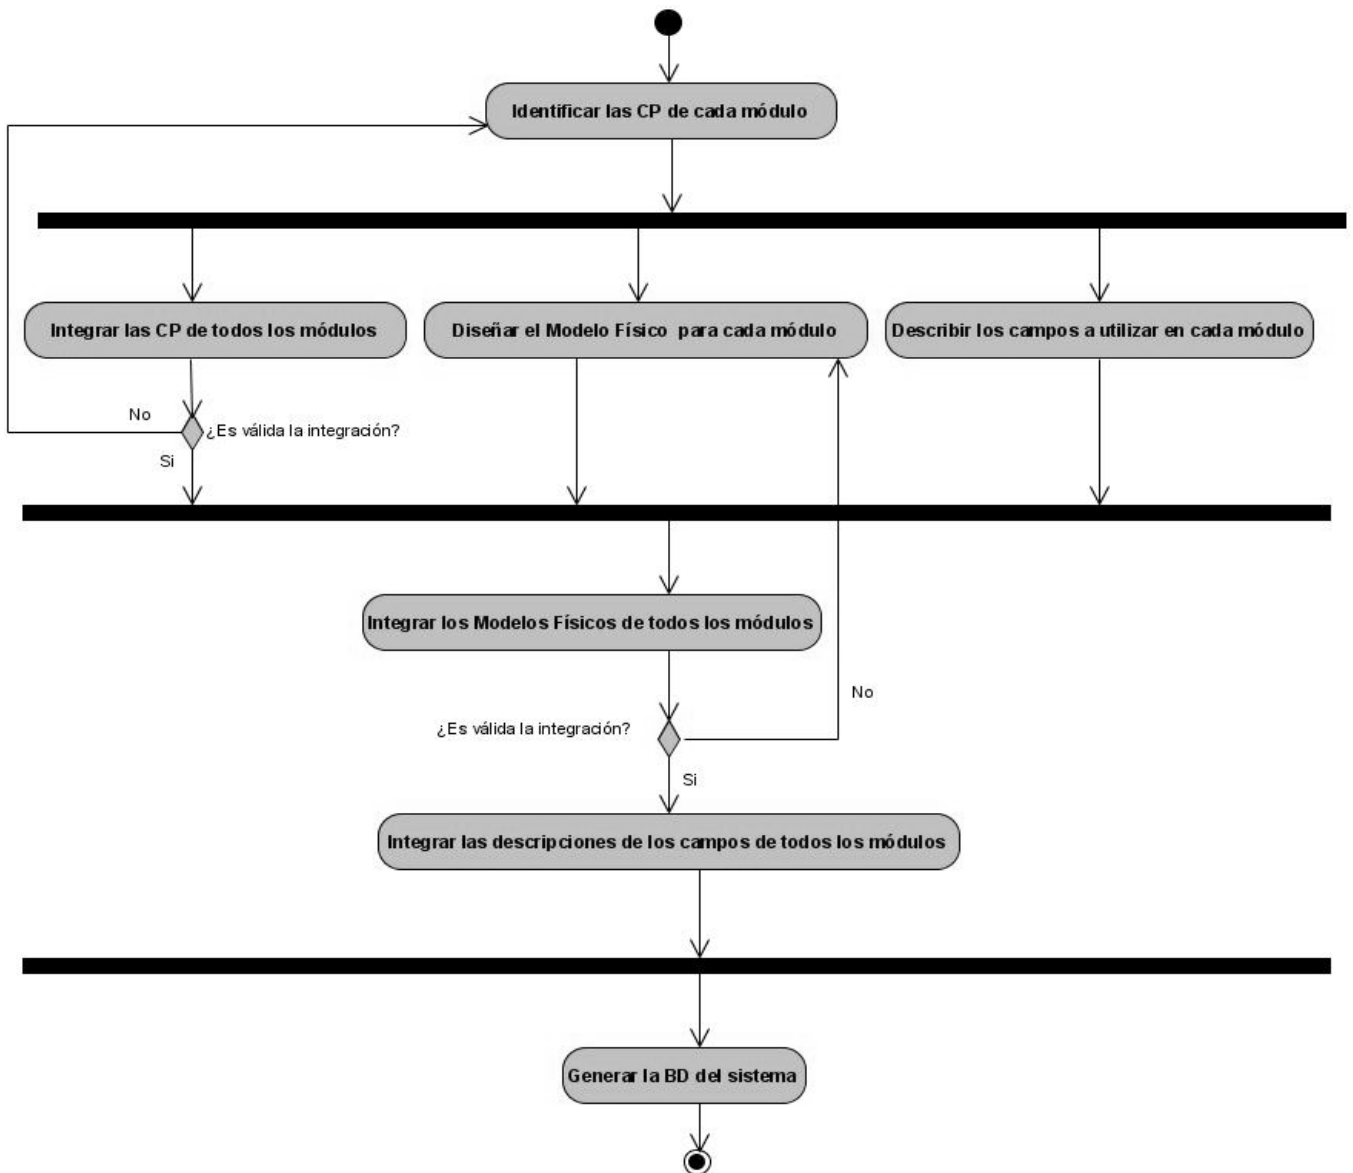 Identificar las CP de cada módulo
Integrar las CP de todos los módulos
Diseñar el Modelo Físico para cada módulo
Describir los campos a utilizar en cada módulo
No
¿Es válida la integración?
Si
Integrar los Modelos Físicos de todos los módulos
No
¿Es válida la integración?
Si
Integrar las descripciones de los campos de todos los módulos
Generar la BD del sistema